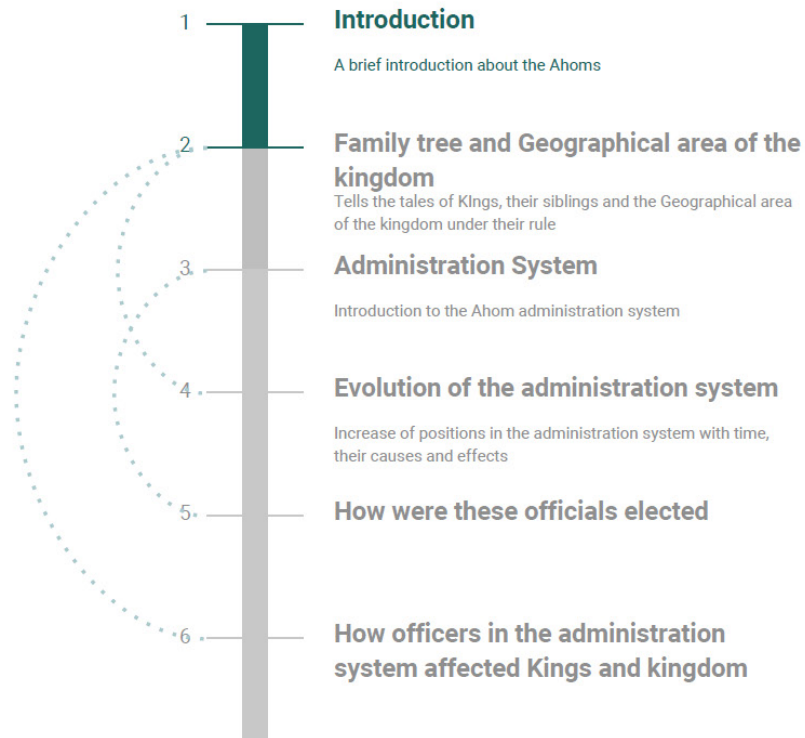 1
Introduction
A brief introduction about the Ahoms
2
Family tree and Geographical area of the
kingdom
Tells the tales of KIngs, their siblings and the Geographical area
of the kingdom under their rule
3
Administration System
Introduction to the Ahom administration system
4
Evolution of the administration system
Increase of positions in the administration system with time,
their causes and effects
5
How were these officials elected
6
How officers in the administration
system affected Kings and kingdom